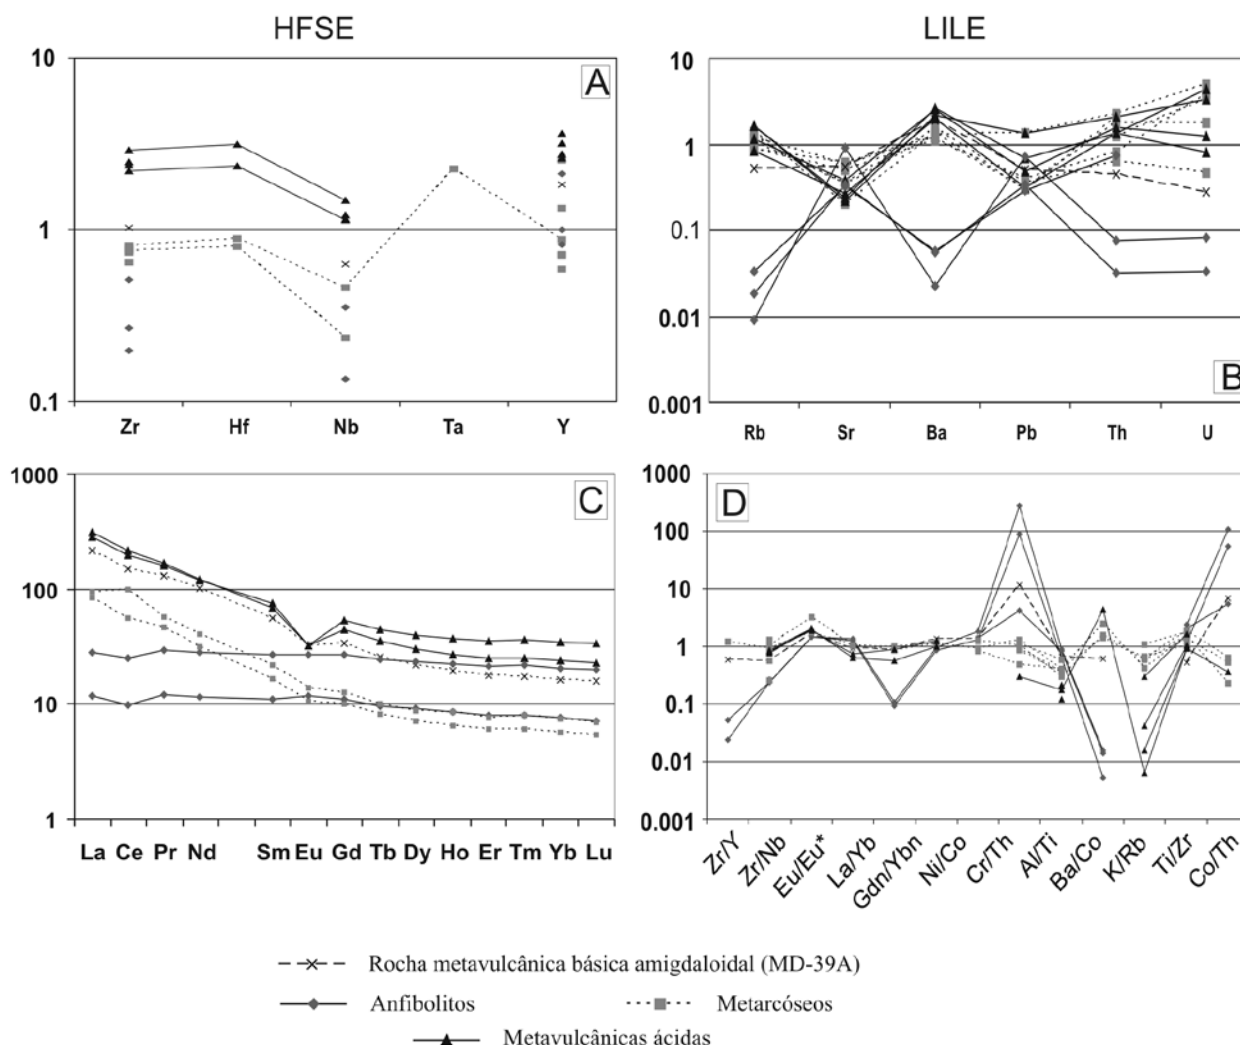 HFSE
LILE
10
A
1
0.1
Zr Hf Nb Ta Y
10
1
0.1
0.01
0.001
B
Rb Sr Ba Pb Th U
1000
C
100
10
1
La Ce Pr Nd Sm Eu Gd Tb Dy Ho Er Tm Yb Lu
1000
D
100
10
1
0.1
0.01
0.001
Zr/Y
Zr/Nb
Eu/Eu*
La/Yb
Gdn/Ybn
Ni/Co
Cr/Th
Al/Ti
Ba/Co
K/Rb
Ti/Zr
Co/Th
Rocha metavulcânica básica amigdaloidal (MD-39A)
Anfibolitos Metarcóseos
Metavulcânicas ácidas